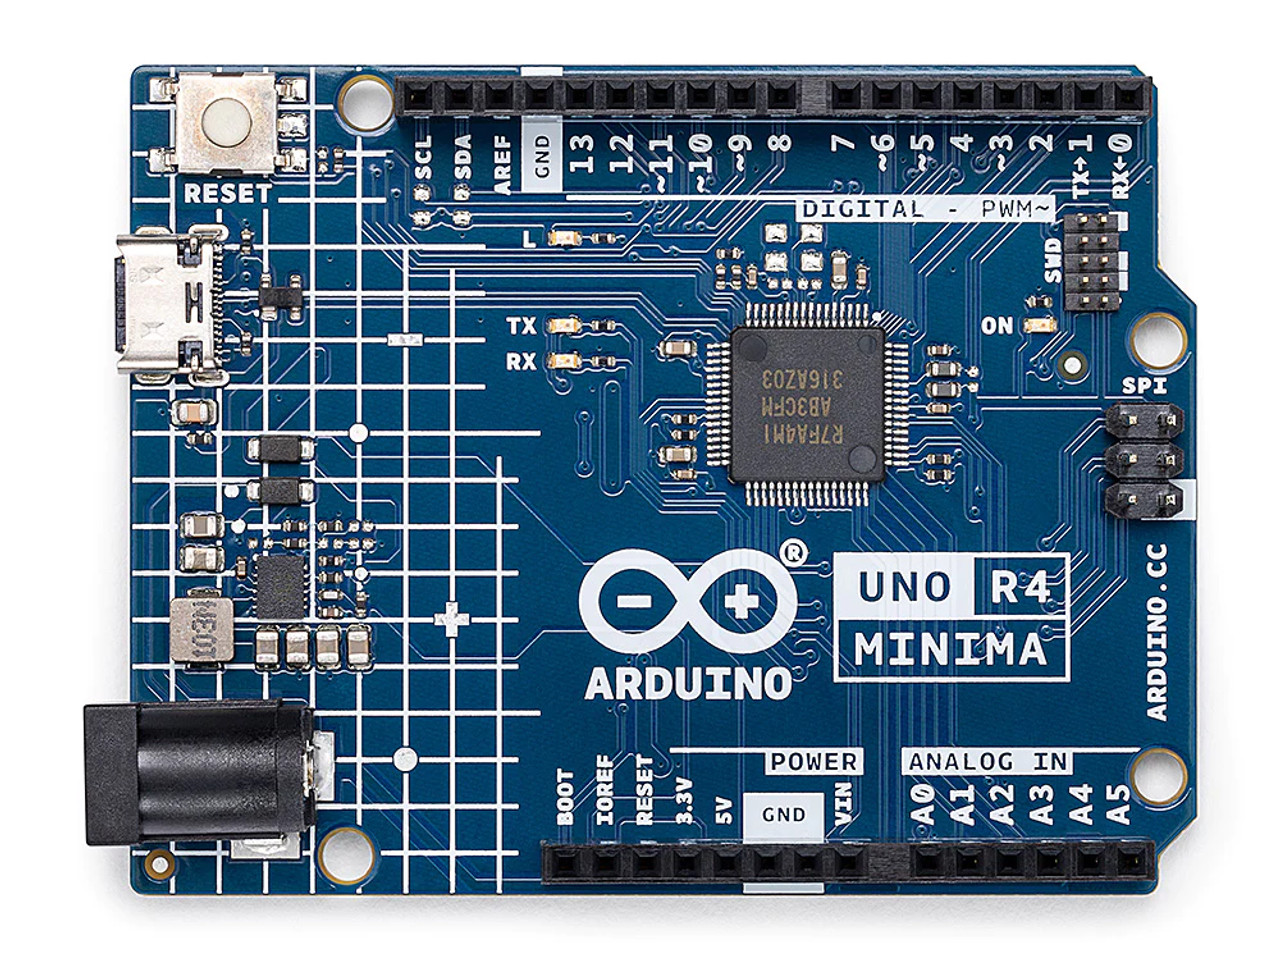 RESET
SCL
SDA
AREF
GND
13
12
~11
~10
~9
8
7
~6
~5
4
~3
2
TX→1
RX←0
DIGITAL - PWM~
L
TX
RX
SWD
ON
SPI
R7FA4M1
AB3CFM
316AZ03
®
ARDUINO
UNO R4
MINIMA
ARDUINO.CC
POWER
ANALOG IN
BOOT
IOREF
RESET
3.3V
5V
GND
VIN
A0
A1
A2
A3
A4
A5